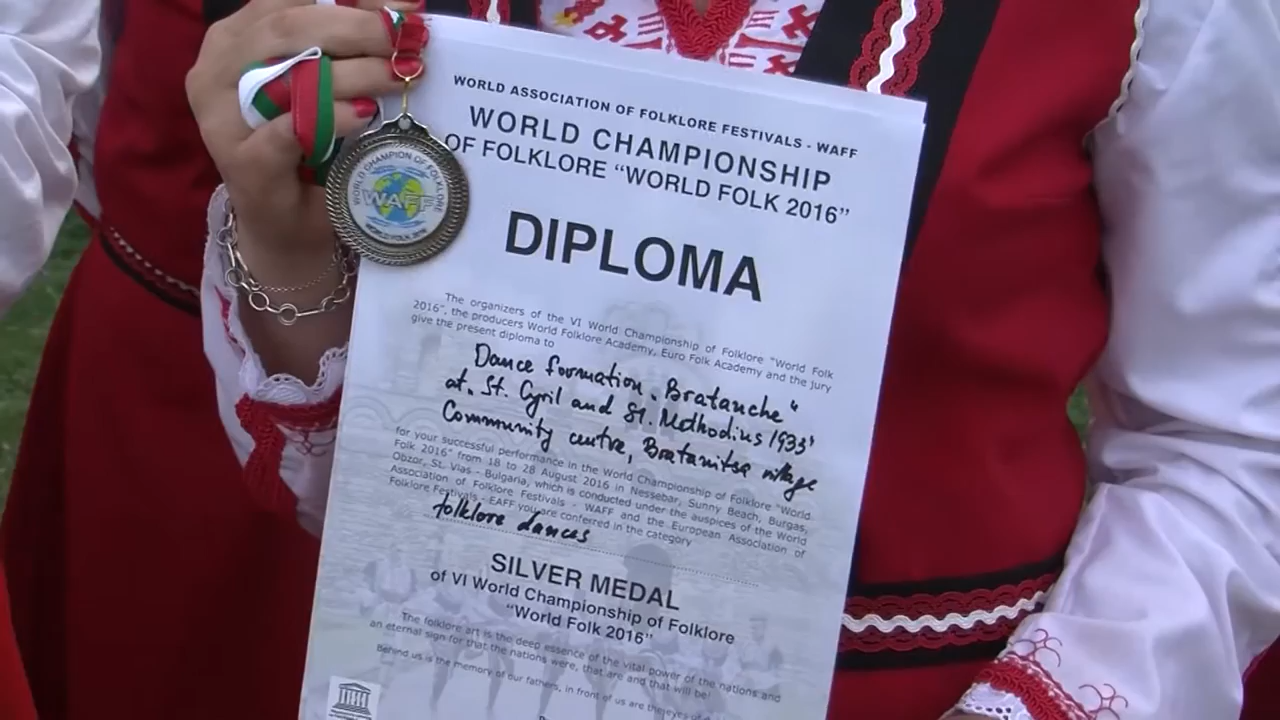 WORLD ASSOCIATION OF FOLKLORE FESTIVALS - WAFF
WORLD CHAMPIONSHIP
OF FOLKLORE “WORLD FOLK 2016”
WORLD CHAMPION OF FOLKLORE
WAFF
DIPLOMA
The organizers of the VI World Championship of Folklore "World Folk
2016", the producers World Folklore Academy, Euro Folk Academy and the jury
give the present diploma to
Dance formation „Bratanche“
at „St. Cyril and St. Methodius 1933"
Community centre, Bratanitsa village
for your successful performance in the World Championship of Folklore "World
Folk 2016" from 18 to 28 August 2016 in Nessebar, Sunny Beach, Burgas,
Obzor, St. Vlas - Bulgaria, which is conducted under the auspices of the World
Association of Folklore Festivals - WAFF and the European Association of
Folklore Festivals - EAFF you are conferred in the category
folklore dances
SILVER MEDAL
of VI World Championship of Folklore
“World Folk 2016”
The folklore art is the deep essence of the vital power of the nations and
an eternal sign for that the nations were, that are and that will be!
Behind us is the memory of our fathers, in front of us are the eyes of